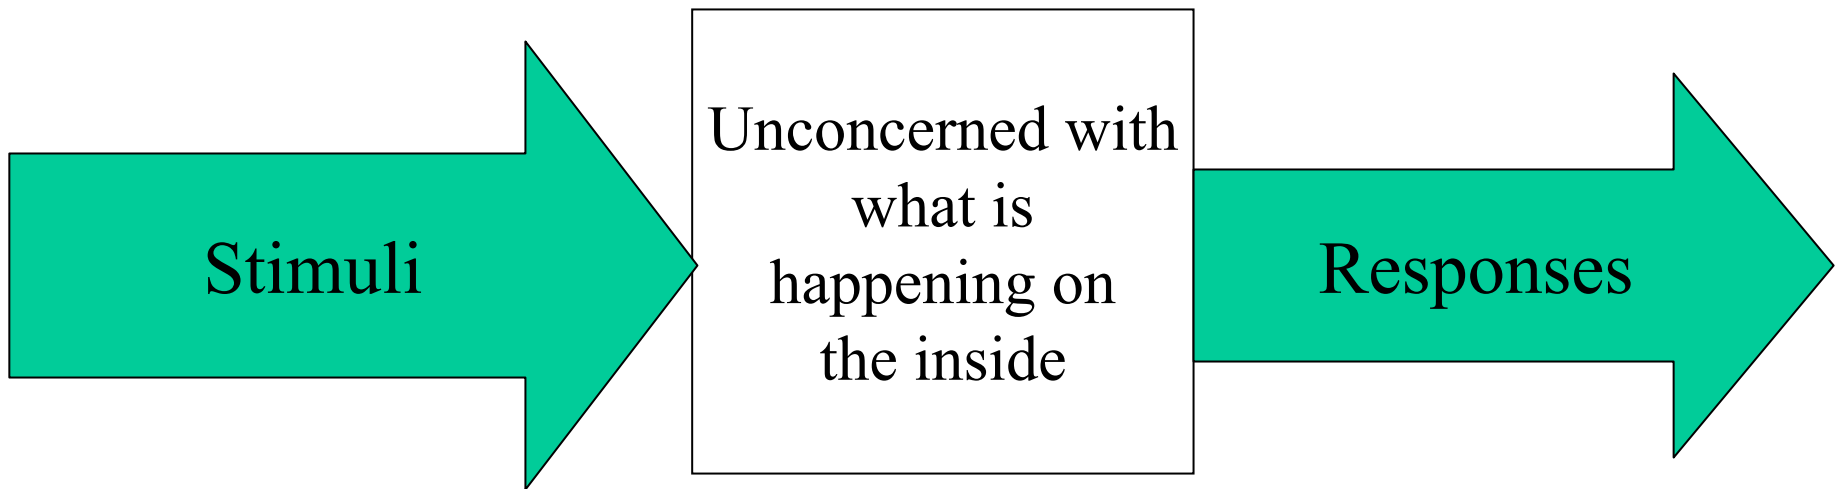 Stimuli
Unconcerned with
what is
happening on
the inside
Responses